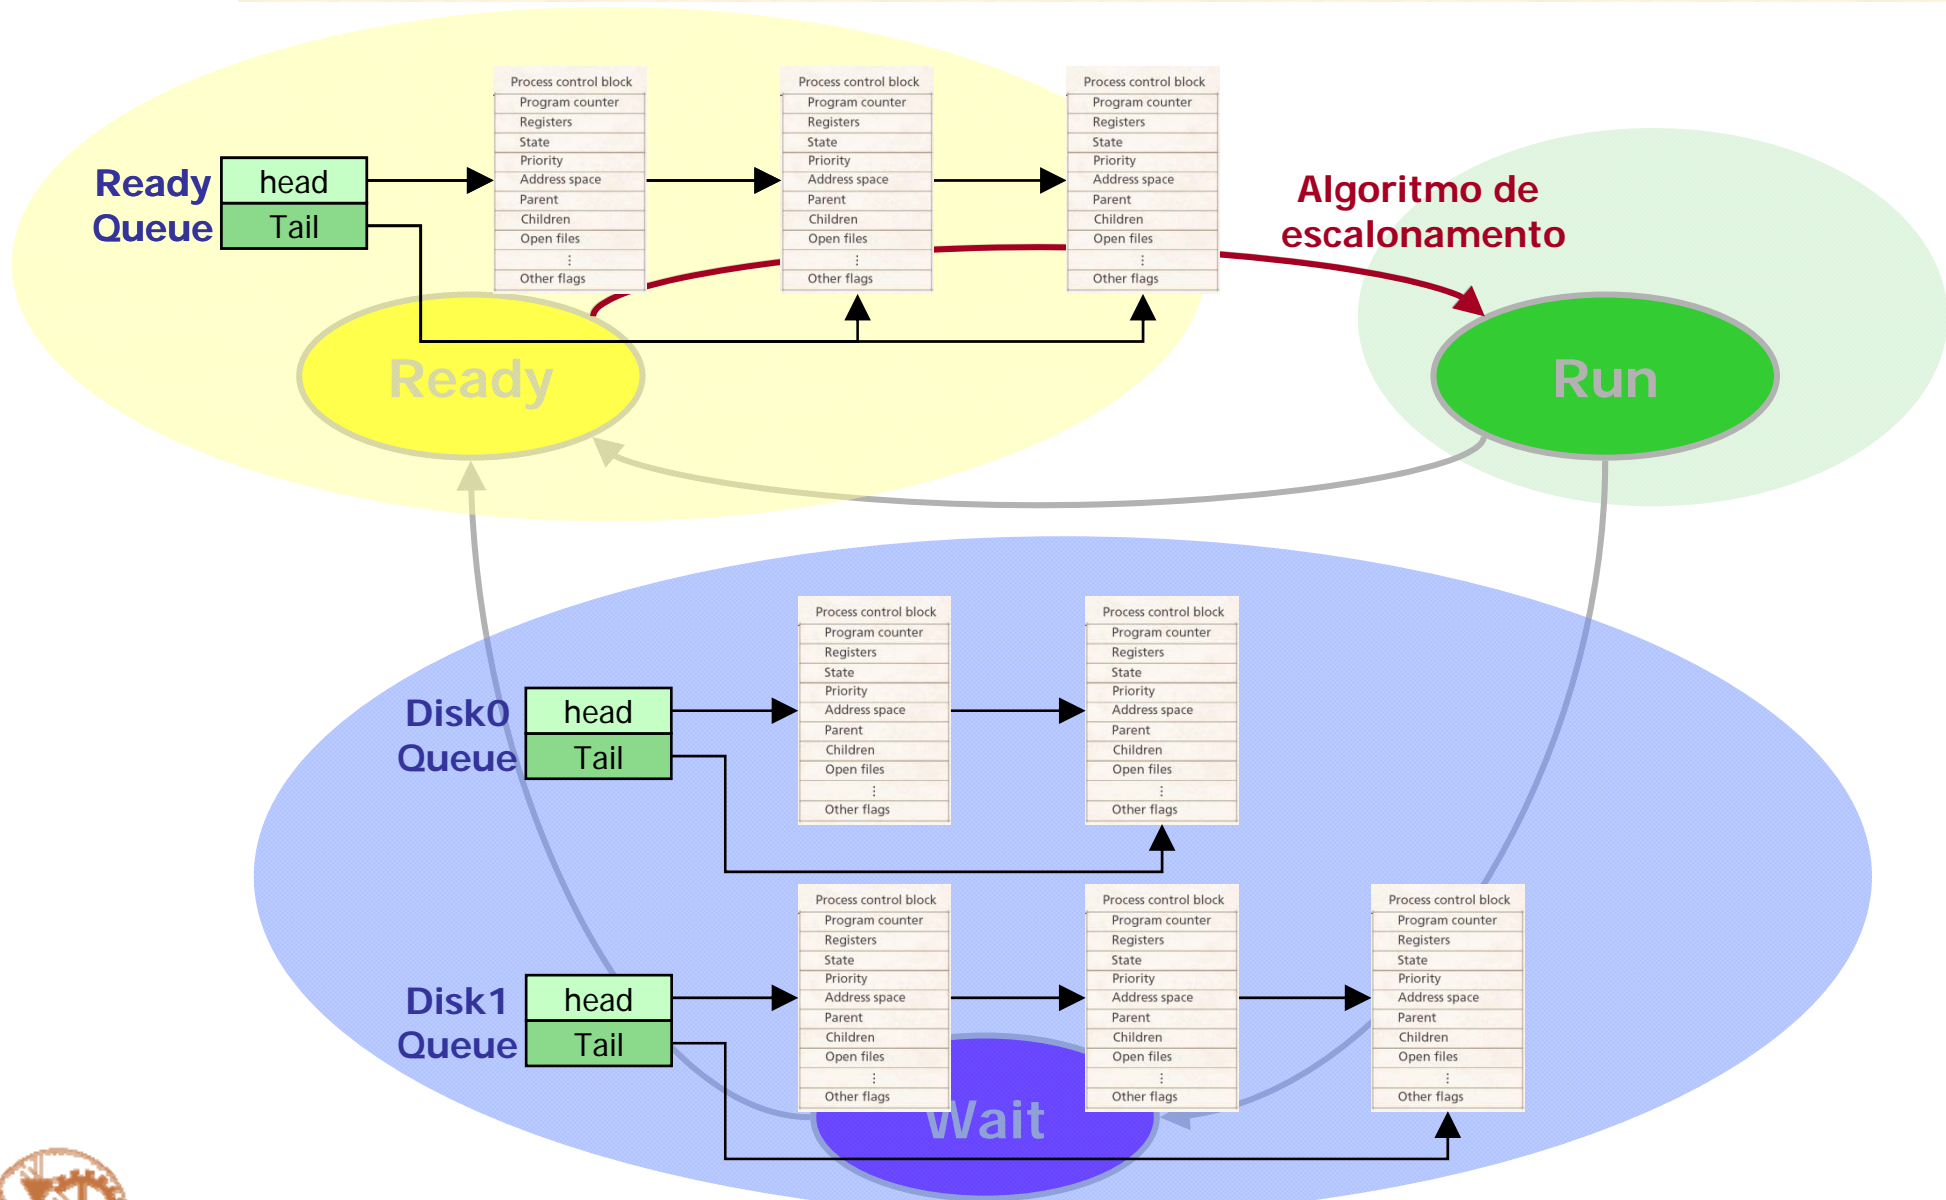 Process control block
Program counter
Registers
State
Priority
Address space
Parent
Children
Open files
⋮
Other flags
Process control block
Program counter
Registers
State
Priority
Address space
Parent
Children
Open files
⋮
Other flags
Process control block
Program counter
Registers
State
Priority
Address space
Parent
Children
Open files
⋮
Other flags
Ready
Queue
head
Tail
Algoritmo de
escalonamento
Ready
Run
Disk0
Queue
head
Tail
Process control block
Program counter
Registers
State
Priority
Address space
Parent
Children
Open files
⋮
Other flags
Process control block
Program counter
Registers
State
Priority
Address space
Parent
Children
Open files
⋮
Other flags
Disk1
Queue
head
Tail
Process control block
Program counter
Registers
State
Priority
Address space
Parent
Children
Open files
⋮
Other flags
Process control block
Program counter
Registers
State
Priority
Address space
Parent
Children
Open files
⋮
Other flags
Process control block
Program counter
Registers
State
Priority
Address space
Parent
Children
Open files
⋮
Other flags
Wait